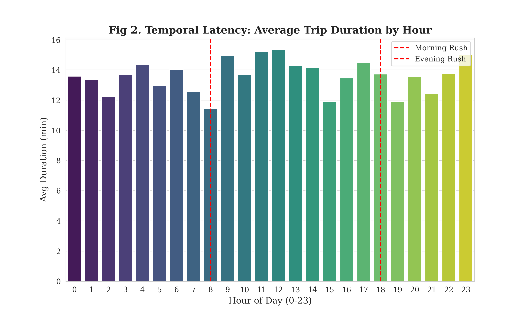 Fig 2. Temporal Latency: Average Trip Duration by Hour
16
14
12
10
8
6
4
2
0
Avg Duration (min)
Morning Rush
Evening Rush
0 1 2 3 4 5 6 7 8 9 10 11 12 13 14 15 16 17 18 19 20 21 22 23
Hour of Day (0-23)